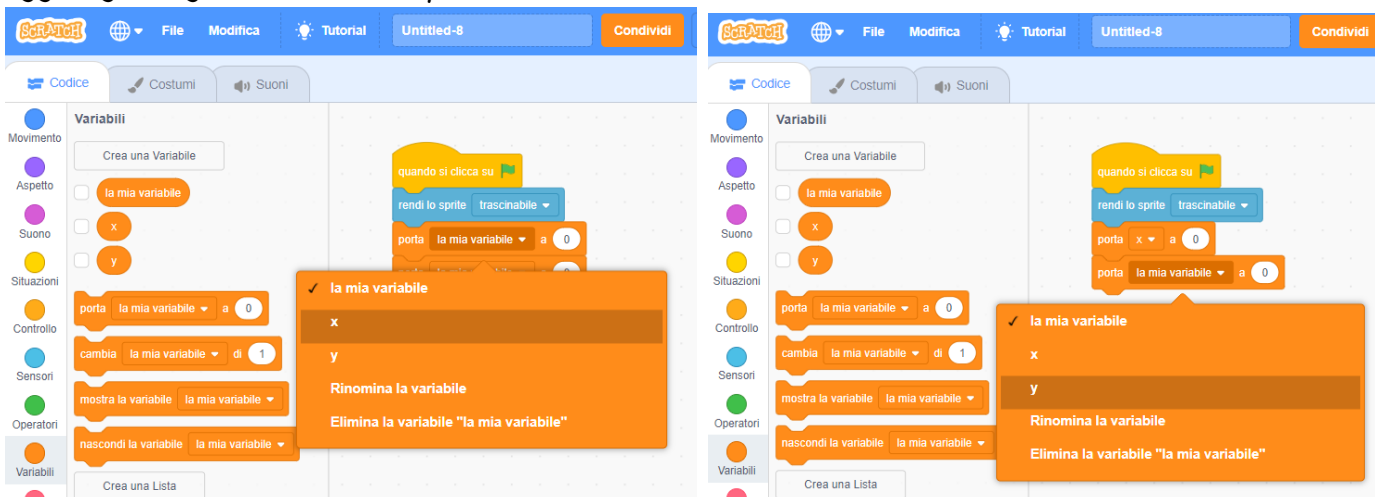 SCRATCH File Modifica Tutorial Untitled-8 Condividi
Codice Costumi Suoni
Movimento
Aspetto
Suono
Situazioni
Controllo
Sensori
Operatori
Variabili
Variabili
Crea una Variabile
la mia variabile
x
y
porta la mia variabile a 0
cambia la mia variabile di 1
mostra la variabile la mia variabile
nascondi la variabile la mia variabile
Crea una Lista
quando si clicca su
rendi lo sprite trascinabile
porta la mia variabile a 0
✓ la mia variabile
x
y
Rinomina la variabile
Elimina la variabile "la mia variabile"
SCRATCH File Modifica Tutorial Untitled-8 Condividi
Codice Costumi Suoni
Movimento
Aspetto
Suono
Situazioni
Controllo
Sensori
Operatori
Variabili
Variabili
Crea una Variabile
la mia variabile
x
y
porta la mia variabile a 0
cambia la mia variabile di 1
mostra la variabile la mia variabile
nascondi la variabile la mia variabile
Crea una Lista
quando si clicca su
rendi lo sprite trascinabile
porta x a 0
porta la mia variabile a 0
✓ la mia variabile
x
y
Rinomina la variabile
Elimina la variabile "la mia variabile"